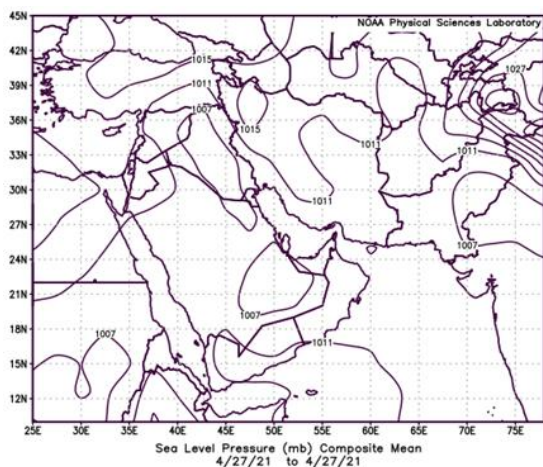 NOAA Physical Sciences Laboratory
45N
42N
39N
36N
33N
30N
27N
24N
21N
18N
15N
12N
1015
1027
1011
1007
1015
1011
1011
1011
1007
1007
1007
1011
25E
30E
35E
40E
45E
50E
55E
60E
65E
70E
75E
Sea Level Pressure (mb) Composite Mean
4/27/21 to 4/27/21